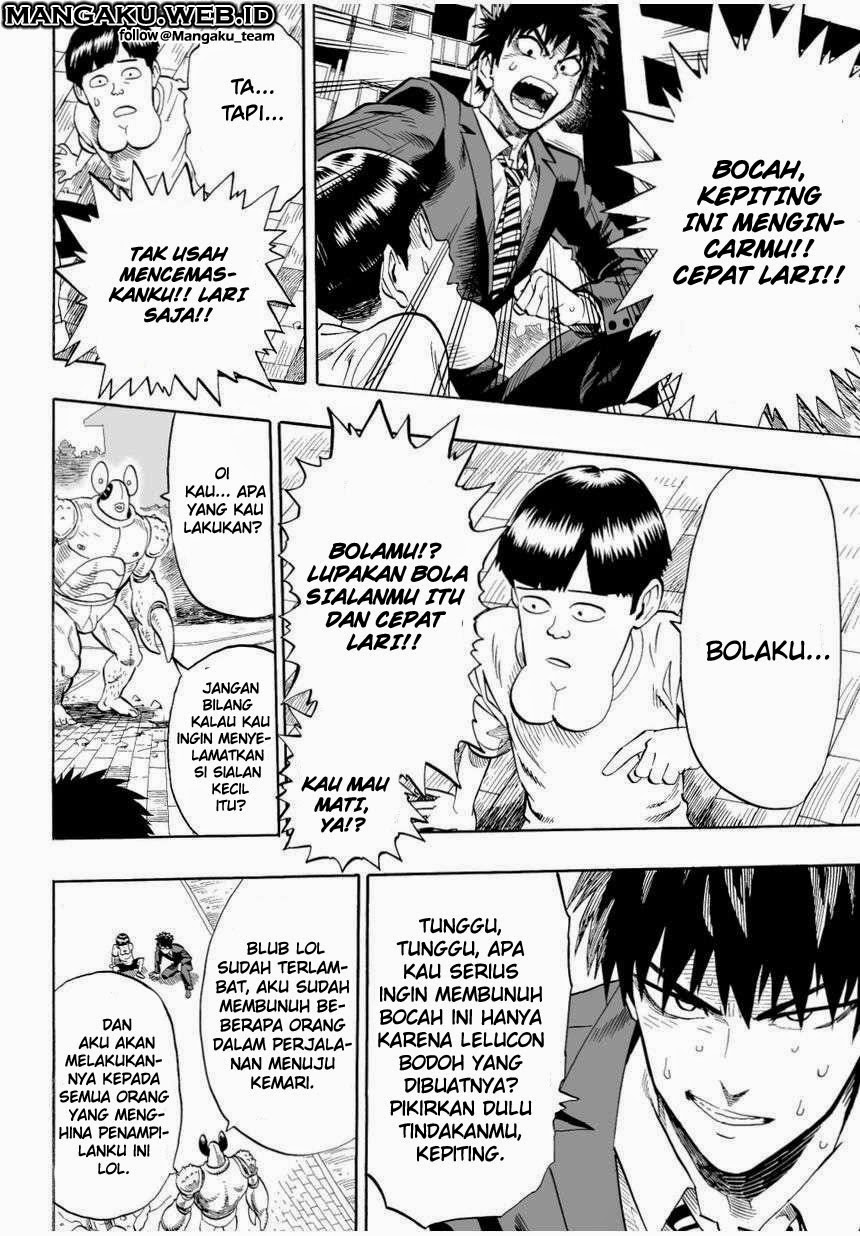 MANGAKU.WEB.ID
follow @Mangaku_team
BOCAH,
KEPITING
INI MENGIN-
CARMU!!
CEPAT LARI!!
TA...
TAPI...
TAK USAH
MENCEMAS-
KANKU!! LARI
SAJA!!
BOLAKU...
BOLAMU!?
LUPAKAN BOLA
SIALANMU ITU
DAN CEPAT
LARI!!
KAU MAU
MATI,
YA!?
OI
KAU... APA
YANG KAU
LAKUKAN?
JANGAN
BILANG
KALAU KAU
INGIN MENYE-
LAMATKAN
SI SIALAN
KECIL
ITU?
TUNGGU,
TUNGGU, APA
KAU SERIUS
INGIN MEMBUNUH
BOCAH INI HANYA
KARENA LELUCON
BODOH YANG
DIBUATNYA?
PIKIRKAN DULU
TINDAKANMU,
KEPITING.
BLUB LOL
SUDAH TERLAM-
BAT, AKU SUDAH
MEMBUNUH BE-
BERAPA ORANG
DALAM PERJALA-
NAN MENUJU
KEMARI.
DAN
AKU AKAN
MELAKUKAN-
NYA KEPADA
SEMUA ORANG
YANG MENG-
HINA PENAMPI-
LANKU INI
LOL.